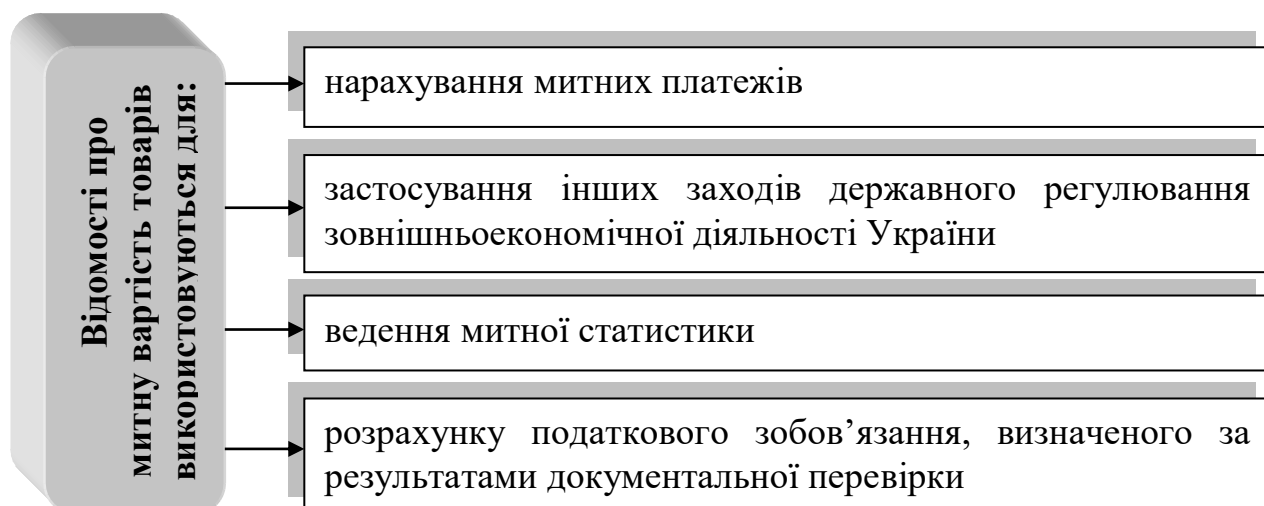 Відомості про
митну вартість товарів
використовуються для:
нарахування митних платежів
застосування інших заходів державного регулювання
зовнішньоекономічної діяльності України
ведення митної статистики
розрахунку податкового зобов’язання, визначеного за
результатами документальної перевірки